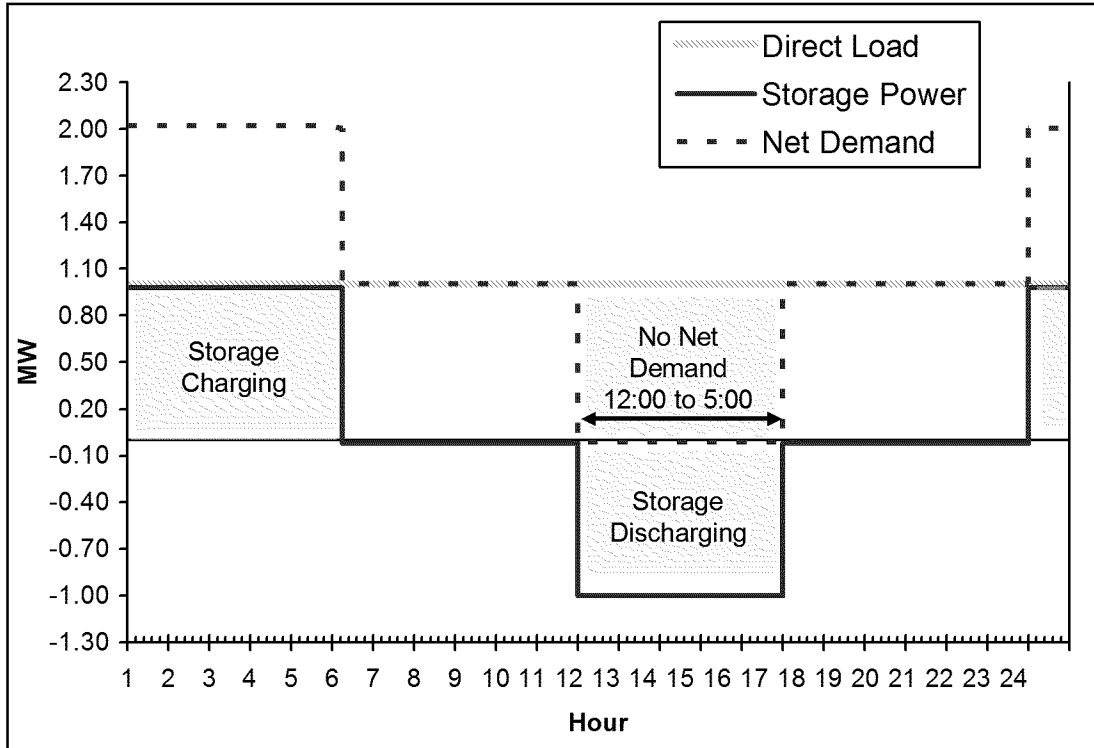 Direct Load
Storage Power
Net Demand
2.30
2.00
1.70
1.40
1.10
0.80
0.50
0.20
-0.10
-0.40
-0.70
-1.00
-1.30
MW
Storage
Charging
No Net
Demand
12:00 to 5:00
Storage
Discharging
1 2 3 4 5 6 7 8 9 10 11 12 13 14 15 16 17 18 19 20 21 22 23 24
Hour